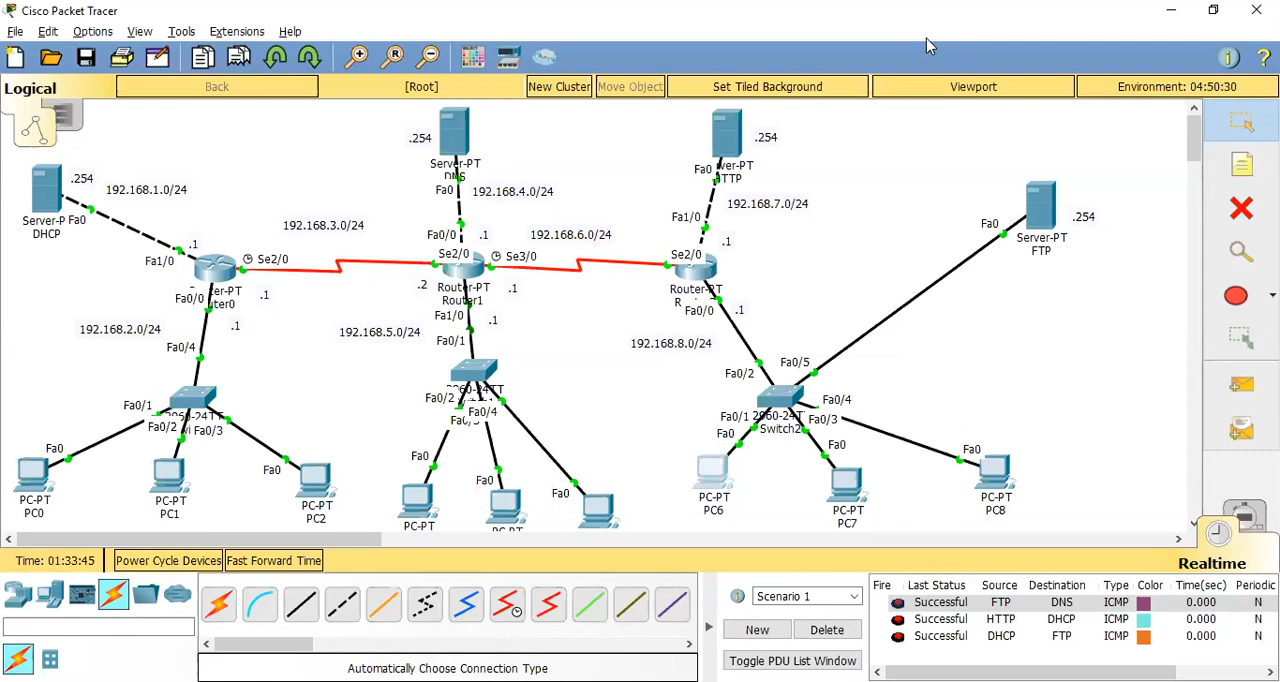 Cisco Packet Tracer
File Edit Options View Tools Extensions Help
Logical
Back
[Root]
New Cluster
Move Object
Set Tiled Background
Viewport
Environment: 04:50:30
.254
Server-PT
DNS
Fa0
192.168.4.0/24
.254
HTTP
Fa0
192.168.7.0/24
.254
192.168.1.0/24
Fa0
DHCP
Fa0
.254
Server-PT
FTP
192.168.3.0/24
Fa0/0
.1
192.168.6.0/24
Fa1/0
.1
.1
Fa1/0
Se2/0
Se2/0
Se3/0
Se2/0
Fa0/0
.1
.2
Router-PT
Router1
.1
Router-PT
Fa0/0
.1
Fa1/0
.1
192.168.2.0/24
.1
192.168.5.0/24
Fa0/1
192.168.8.0/24
Fa0/4
Fa0/2
Fa0/5
Fa0/1
Fa0/2
Fa0/3
Fa0/2
Fa0/4
Fa0/1
Fa0/4
Fa0/3
Switch2
Fa0
Fa0
Fa0
Fa0
Fa0
Fa0
Fa0
Fa0
PC-PT
PC0
PC-PT
PC1
PC-PT
PC2
PC-PT
PC-PT
PC-PT
PC6
PC-PT
PC7
PC-PT
PC8
Time: 01:33:45
Power Cycle Devices
Fast Forward Time
Realtime
Scenario 1
New
Delete
Toggle PDU List Window
Automatically Choose Connection Type
Fire Last Status Source Destination Type Color Time(sec) Periodic
Successful FTP DNS ICMP 0.000 N
Successful HTTP DHCP ICMP 0.000 N
Successful DHCP FTP ICMP 0.000 N